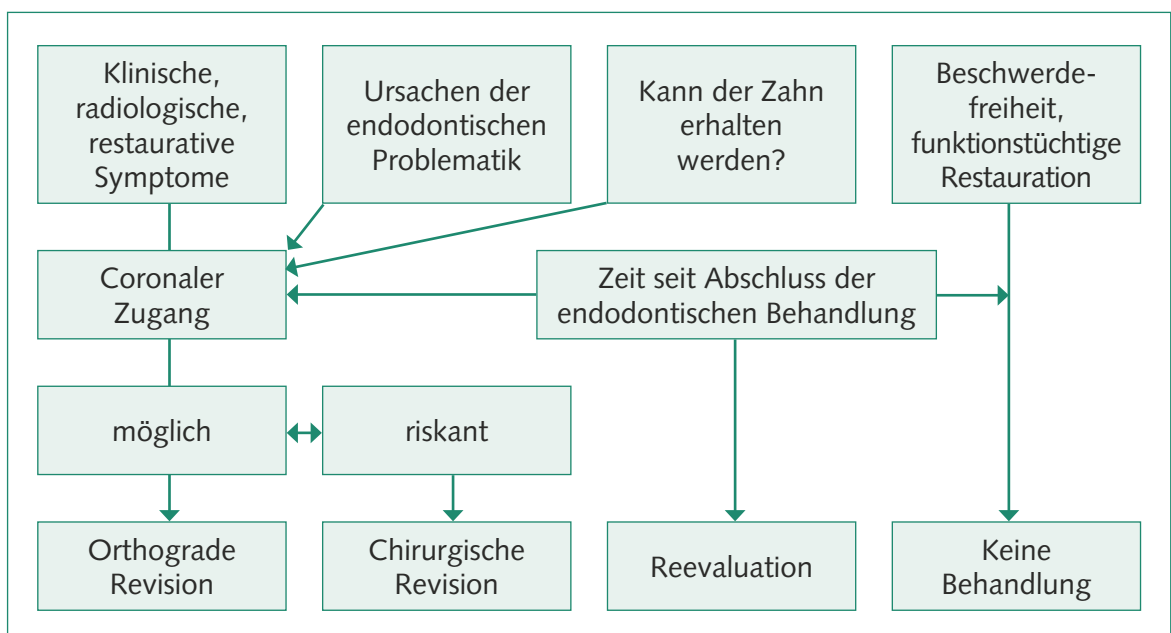 Klinische,
radiologische,
restaurative
Symptome
Ursachen der
endodontischen
Problematik
Kann der Zahn
erhalten
werden?
Beschwerde-
freiheit,
funktionstüchtige
Restauration
Coronaler
Zugang
Zeit seit Abschluss der
endodontischen Behandlung
möglich
riskant
Orthograde
Revision
Chirurgische
Revision
Reevaluation
Keine
Behandlung